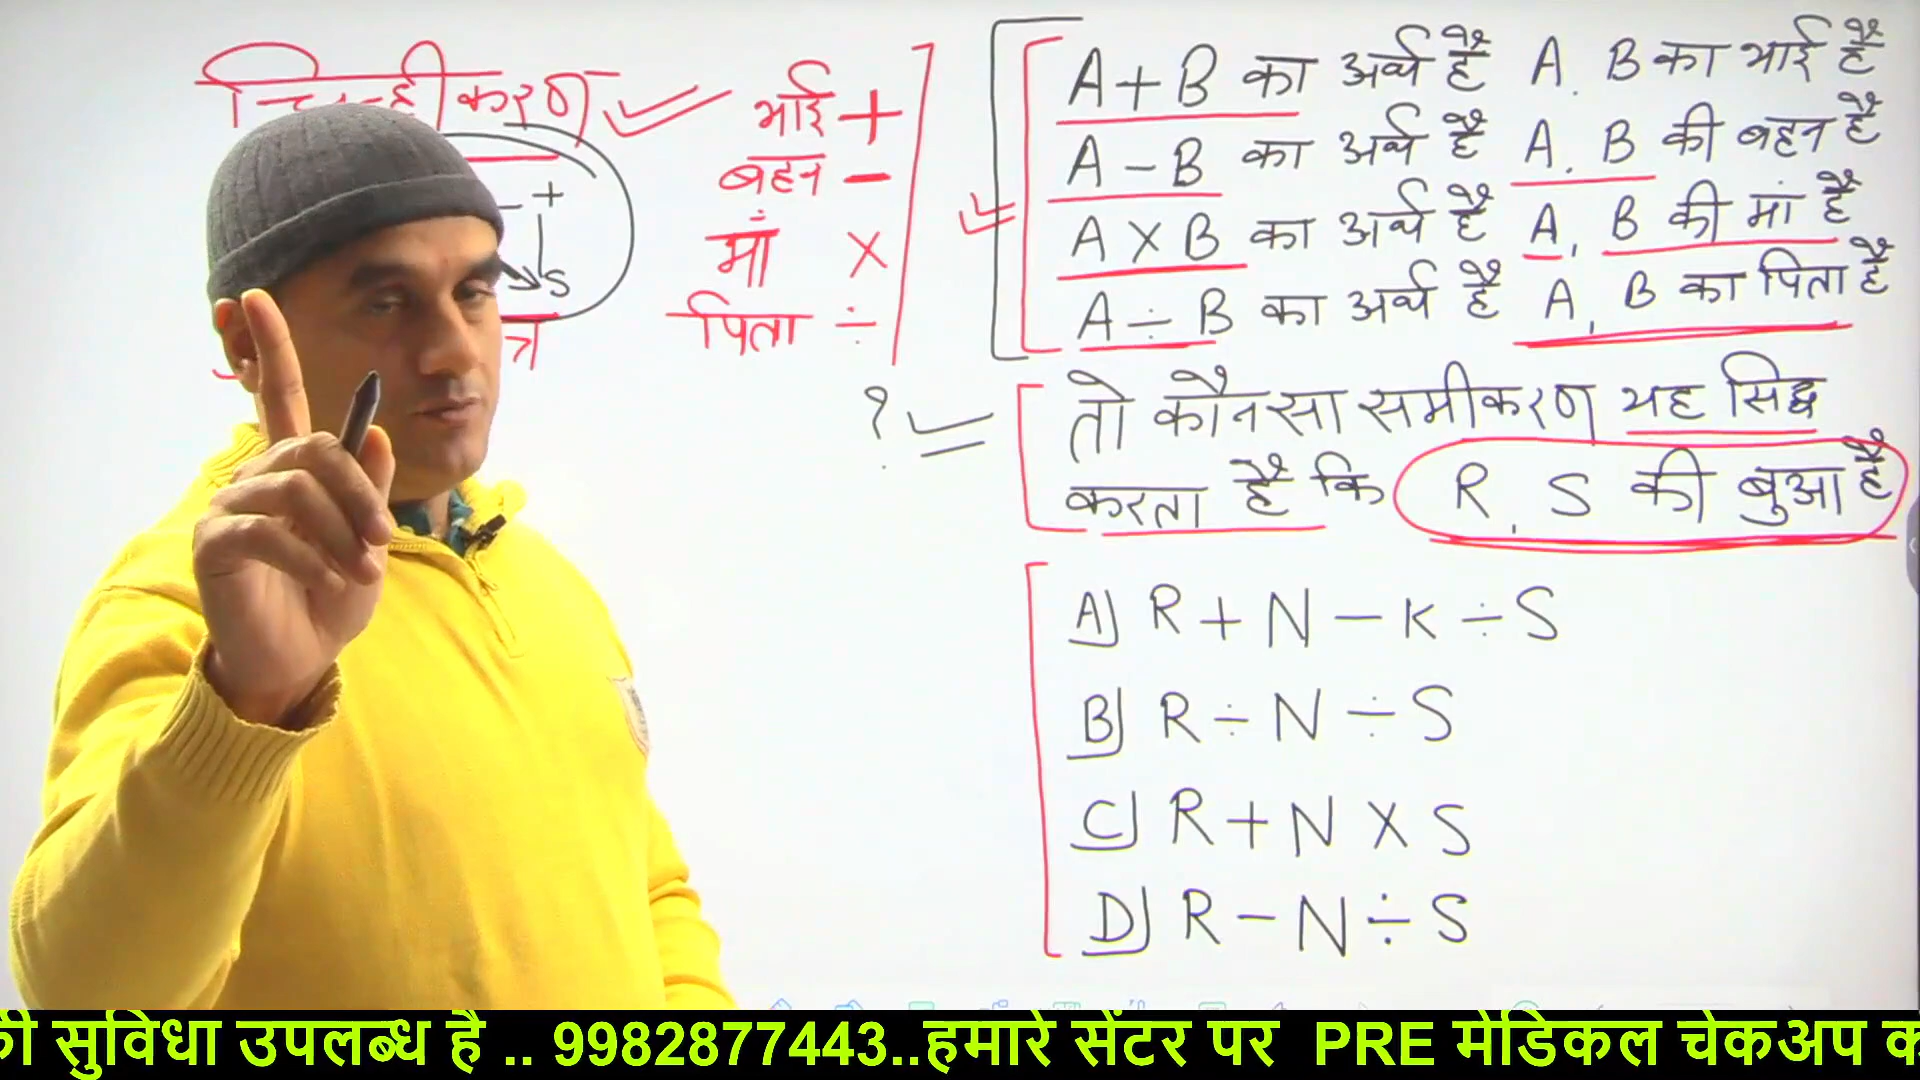 चिन्हीकरण
भाई +
बहन −
मां ×
पिता ÷
− +
S
A + B का अर्थ है A, B का भाई है
A − B का अर्थ है A, B की बहन है
A × B का अर्थ है A, B की मां है
A ÷ B का अर्थ है A, B का पिता है
?
तो कौनसा समीकरण यह सिद्ध
करता है कि R, S की बुआ है
A) R + N − K ÷ S
B) R ÷ N ÷ S
C) R + N × S
D) R − N ÷ S
की सुविधा उपलब्ध है .. 9982877443..हमारे सेंटर पर PRE मेडिकल चेकअप